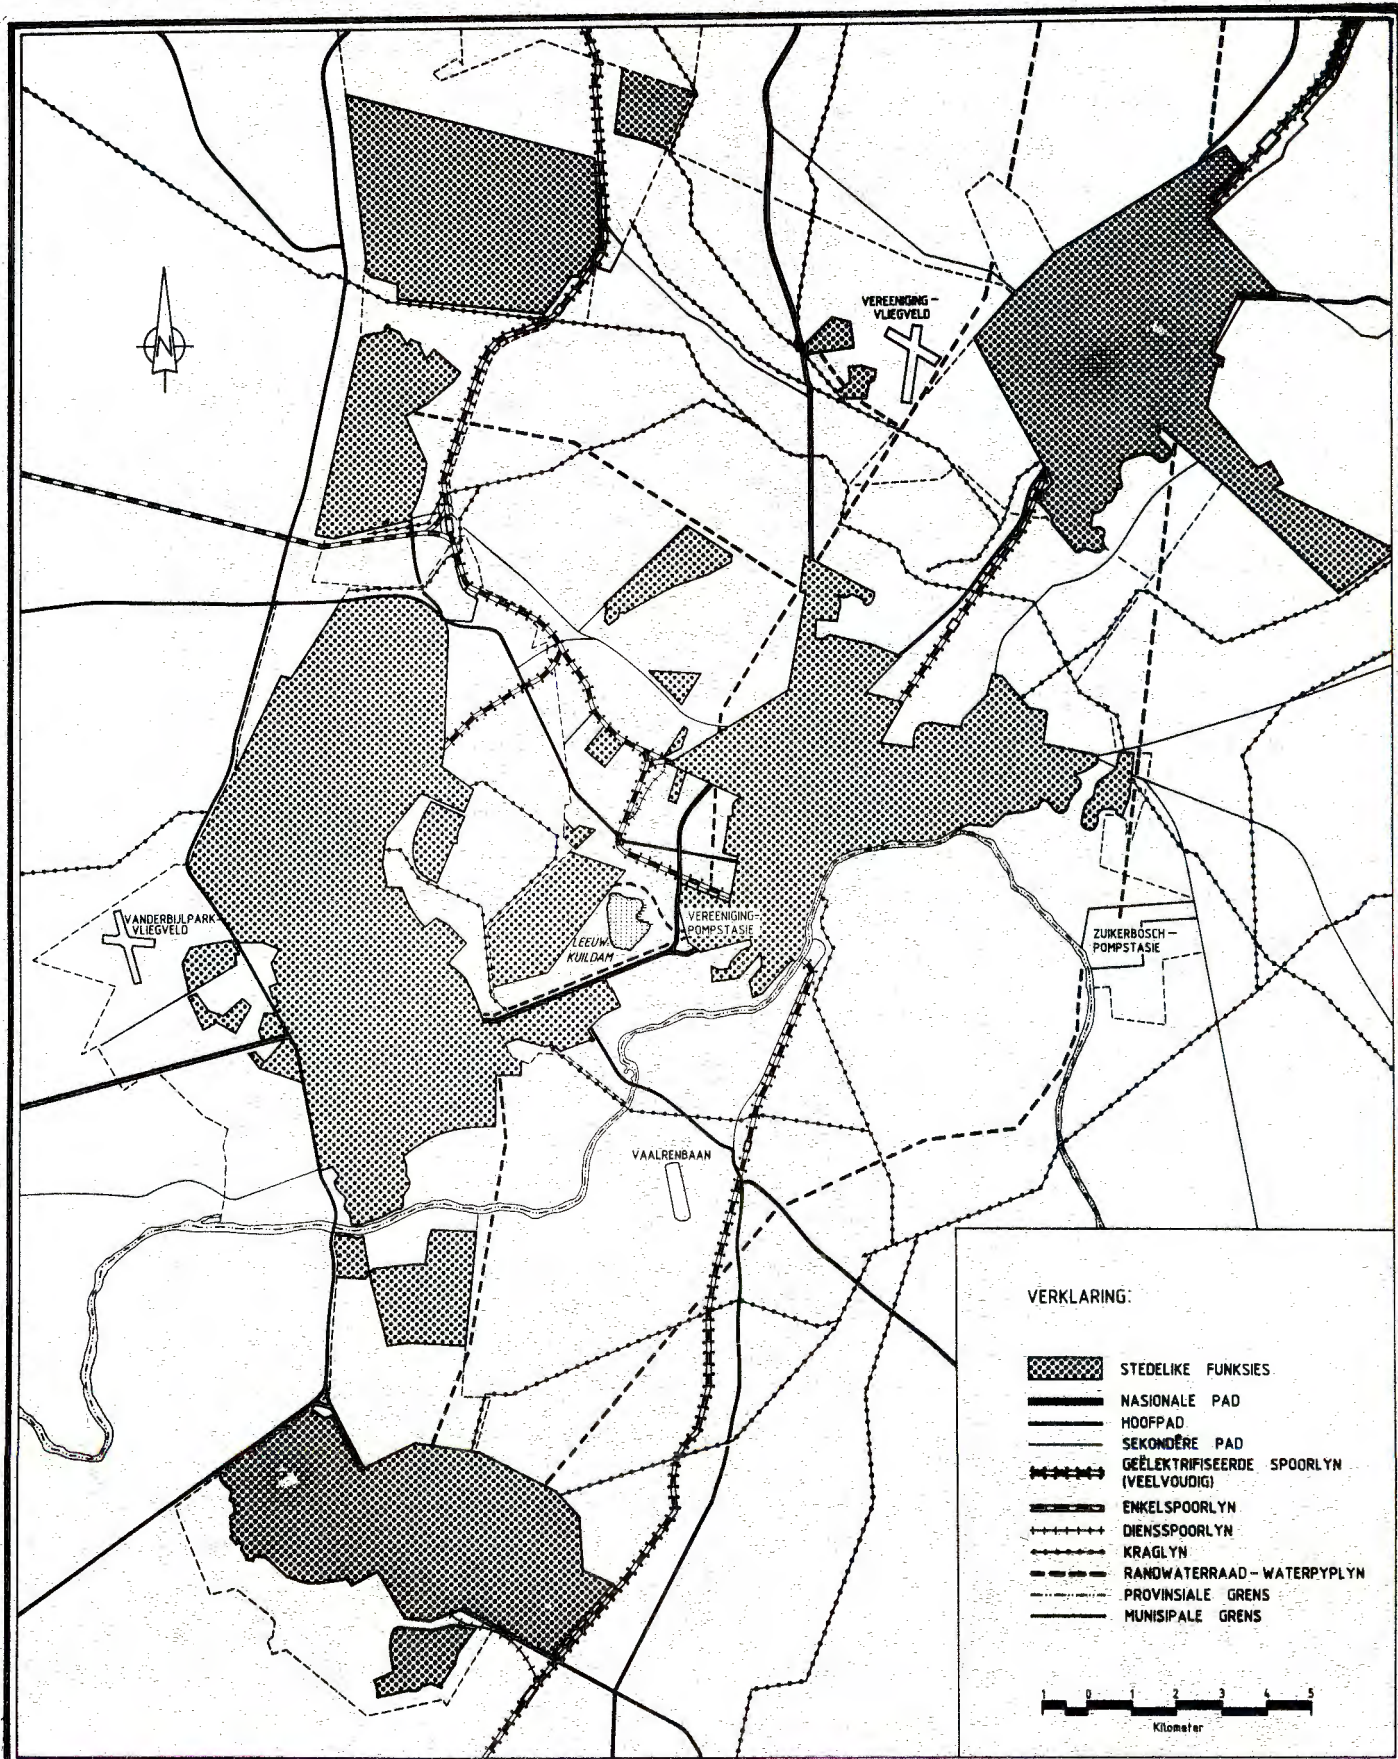 VEREENIGING-
VLIEGVELD
N
VANDERBIJLPARK-
VLIEGVELD
LEEUW-
KUILDAM
VEREENIGING-
POMPSTASIE
ZUIKERBOSCH-
POMPSTASIE
VAALRENBAAN
VERKLARING:
STEDELIKE FUNKSIES
NASIONALE PAD
HOOFPAD
SEKONDÊRE PAD
GEËLEKTRIFISEERDE SPOORLYN
(VEELVOUDIG)
ENKELSPOORLYN
DIENSSPOORLYN
KRAGLYN
RANDWATERRAAD-WATERPYPLYN
PROVINSIALE GRENS
MUNISIPALE GRENS
1 0 1 2 3 4 5
Kilometer